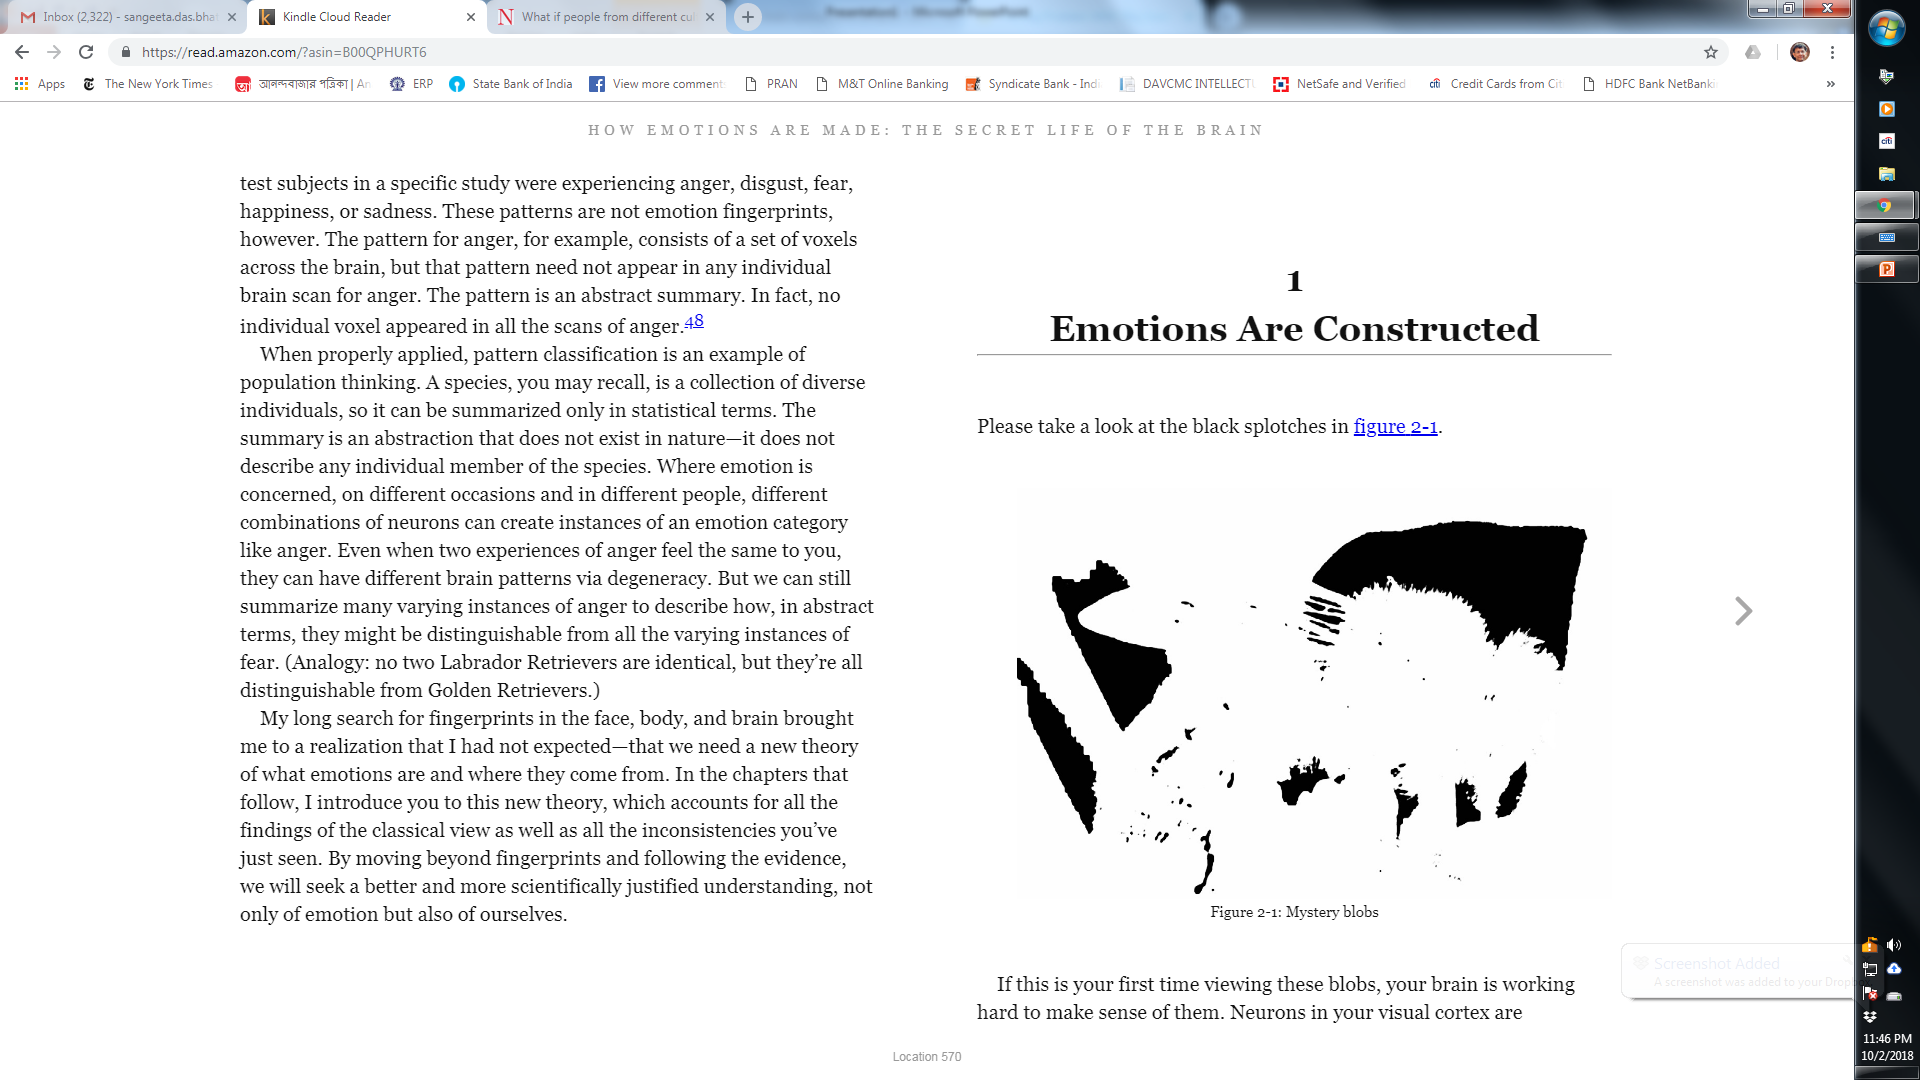 Inbox (2,322) - sangeeta.das.bha
Kindle Cloud Reader
What if people from different cul
Presentation1 - Microsoft PowerPoint
https://read.amazon.com/?asin=B00QPHURT6
Apps
The New York Times
আনন্দবাজার পত্রিকা | An
ERP
State Bank of India
View more comment
PRAN
M&T Online Banking
Syndicate Bank - Indi
DAVCMC INTELLECTU
NetSafe and Verified
citi
Credit Cards from Cit
HDFC Bank NetBanki
»
HOW EMOTIONS ARE MADE: THE SECRET LIFE OF THE BRAIN
test subjects in a specific study were experiencing anger, disgust, fear,
happiness, or sadness. These patterns are not emotion fingerprints,
however. The pattern for anger, for example, consists of a set of voxels
across the brain, but that pattern need not appear in any individual
brain scan for anger. The pattern is an abstract summary. In fact, no
individual voxel appeared in all the scans of anger.48
When properly applied, pattern classification is an example of
population thinking. A species, you may recall, is a collection of diverse
individuals, so it can be summarized only in statistical terms. The
summary is an abstraction that does not exist in nature—it does not
describe any individual member of the species. Where emotion is
concerned, on different occasions and in different people, different
combinations of neurons can create instances of an emotion category
like anger. Even when two experiences of anger feel the same to you,
they can have different brain patterns via degeneracy. But we can still
summarize many varying instances of anger to describe how, in abstract
terms, they might be distinguishable from all the varying instances of
fear. (Analogy: no two Labrador Retrievers are identical, but they’re all
distinguishable from Golden Retrievers.)
My long search for fingerprints in the face, body, and brain brought
me to a realization that I had not expected—that we need a new theory
of what emotions are and where they come from. In the chapters that
follow, I introduce you to this new theory, which accounts for all the
findings of the classical view as well as all the inconsistencies you’ve
just seen. By moving beyond fingerprints and following the evidence,
we will seek a better and more scientifically justified understanding, not
only of emotion but also of ourselves.
1
Emotions Are Constructed
Please take a look at the black splotches in figure 2-1.
Figure 2-1: Mystery blobs
If this is your first time viewing these blobs, your brain is working
hard to make sense of them. Neurons in your visual cortex are
Location 570
citi
Screenshot Added
A screenshot was added to your Dropbox
11:46 PM
10/2/2018